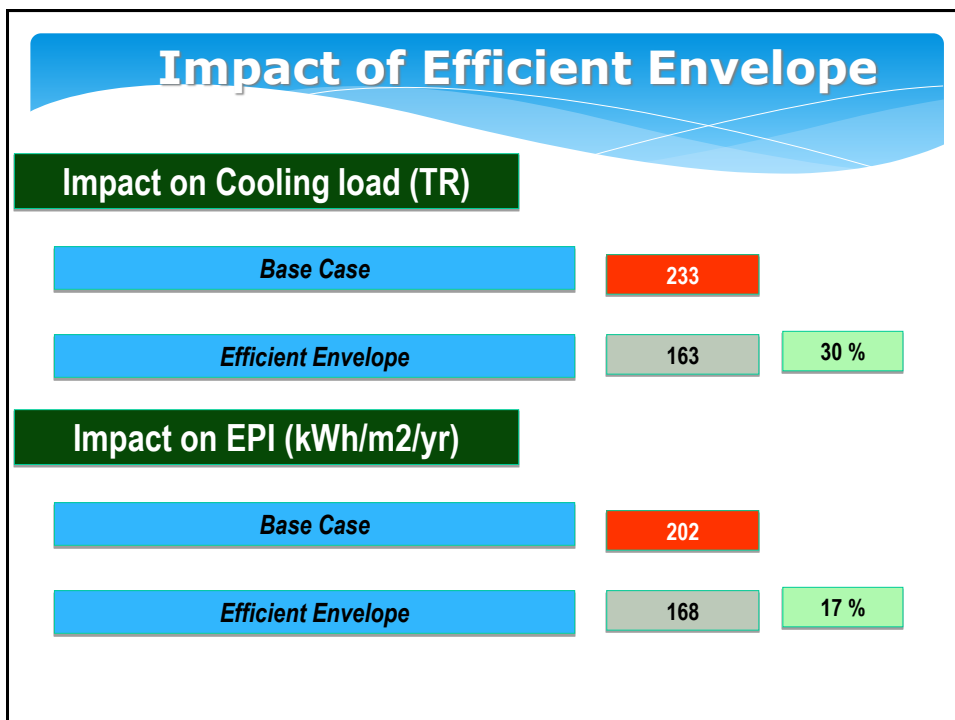 Impact of Efficient Envelope
Impact on Cooling load (TR)
Base Case
233
Efficient Envelope
163
30 %
Impact on EPI (kWh/m2/yr)
Base Case
202
Efficient Envelope
168
17 %